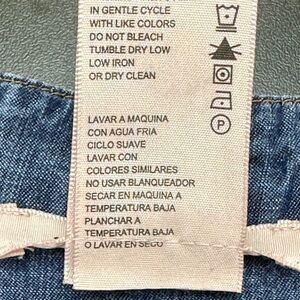 IN GENTLE CYCLE
WITH LIKE COLORS
DO NOT BLEACH
TUMBLE DRY LOW
LOW IRON
OR DRY CLEAN
P
LAVAR A MAQUINA
CON AGUA FRIA
CICLO SUAVE
LAVAR CON
COLORES SIMILARES
NO USAR BLANQUEADOR
SECAR EN MAQUINA A
TEMPERATURA BAJA
PLANCHAR A
TEMPERATURA BAJA
O LAVAR EN SECO